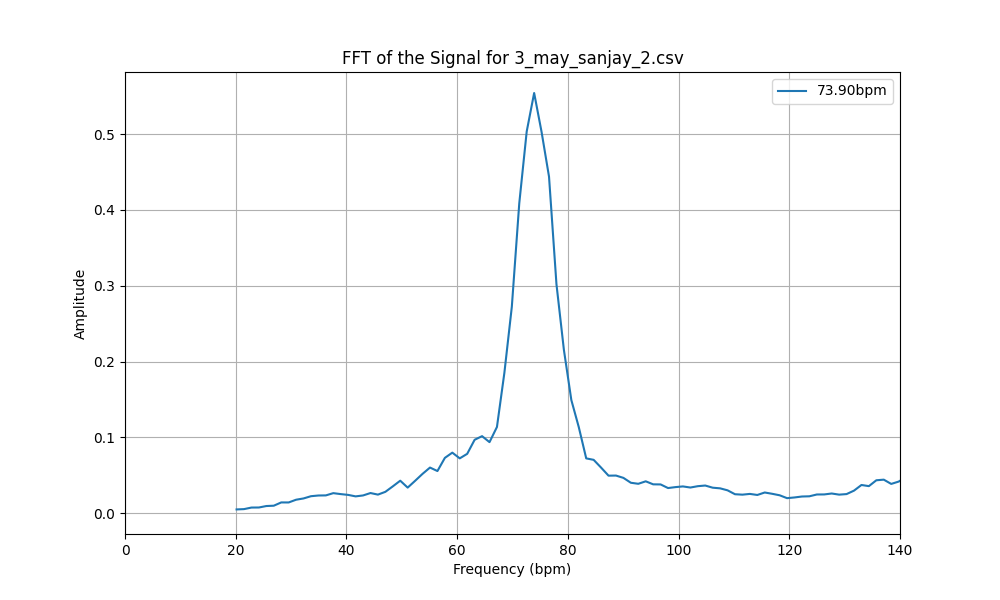 FFT of the Signal for 3_may_sanjay_2.csv
73.90bpm
Amplitude
0.5
0.4
0.3
0.2
0.1
0.0
0 20 40 60 80 100 120 140
Frequency (bpm)